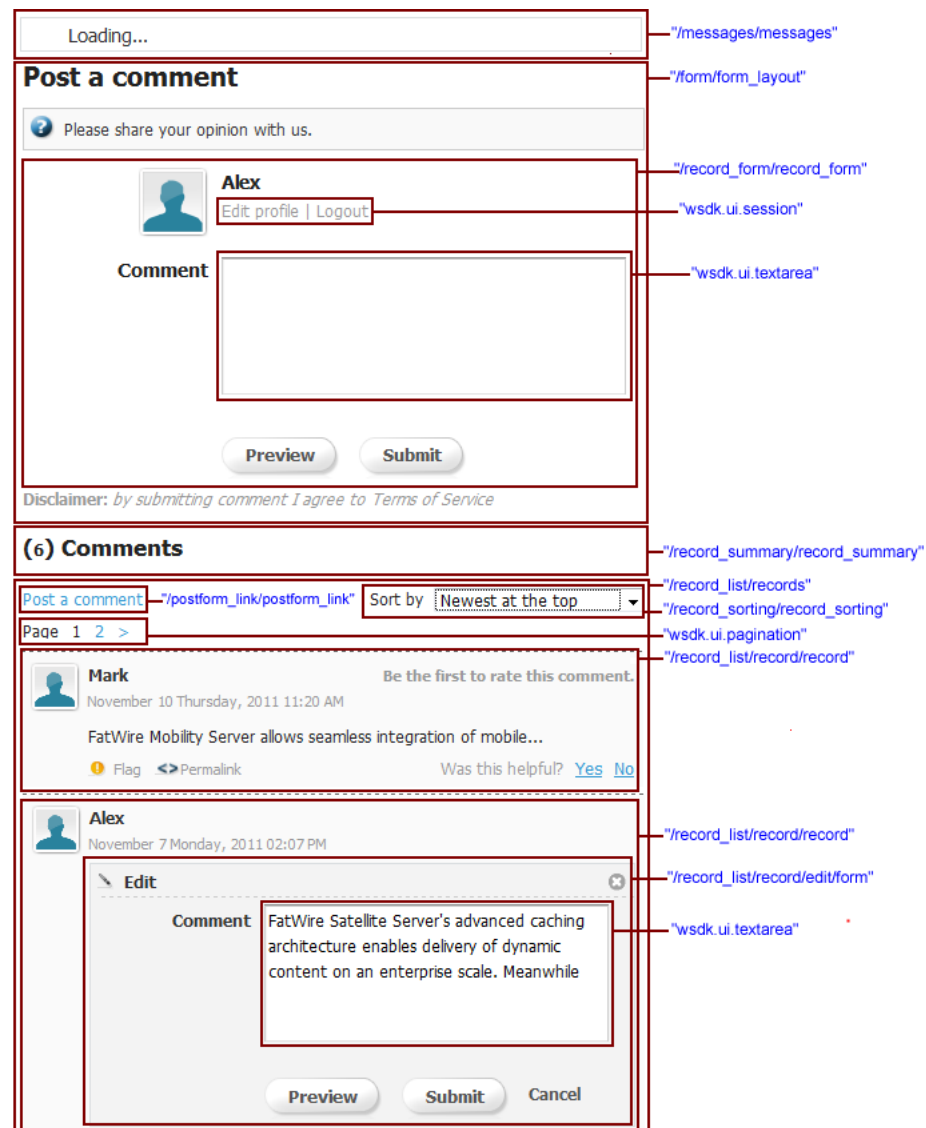 Loading... "/messages/messages"
Post a comment "/form/form_layout"
Please share your opinion with us.
"/record_form/record_form"
Alex
Edit profile | Logout "wsdk.ui.session"
Comment "wsdk.ui.textarea"
Preview Submit
Disclaimer: by submitting comment I agree to Terms of Service
(6) Comments "/record_summary/record_summary"
"/record_list/records"
Post a comment "/postform_link/postform_link" Sort by Newest at the top "/record_sorting/record_sorting"
Page 1 2 > "wsdk.ui.pagination"
"/record_list/record/record"
Mark Be the first to rate this comment.
November 10 Thursday, 2011 11:20 AM
FatWire Mobility Server allows seamless integration of mobile...
Flag <>Permalink Was this helpful? Yes No
Alex "/record_list/record/record"
November 7 Monday, 2011 02:07 PM
Edit "/record_list/record/edit/form"
Comment FatWire Satellite Server's advanced caching "wsdk.ui.textarea"
architecture enables delivery of dynamic
content on an enterprise scale. Meanwhile
Preview Submit Cancel